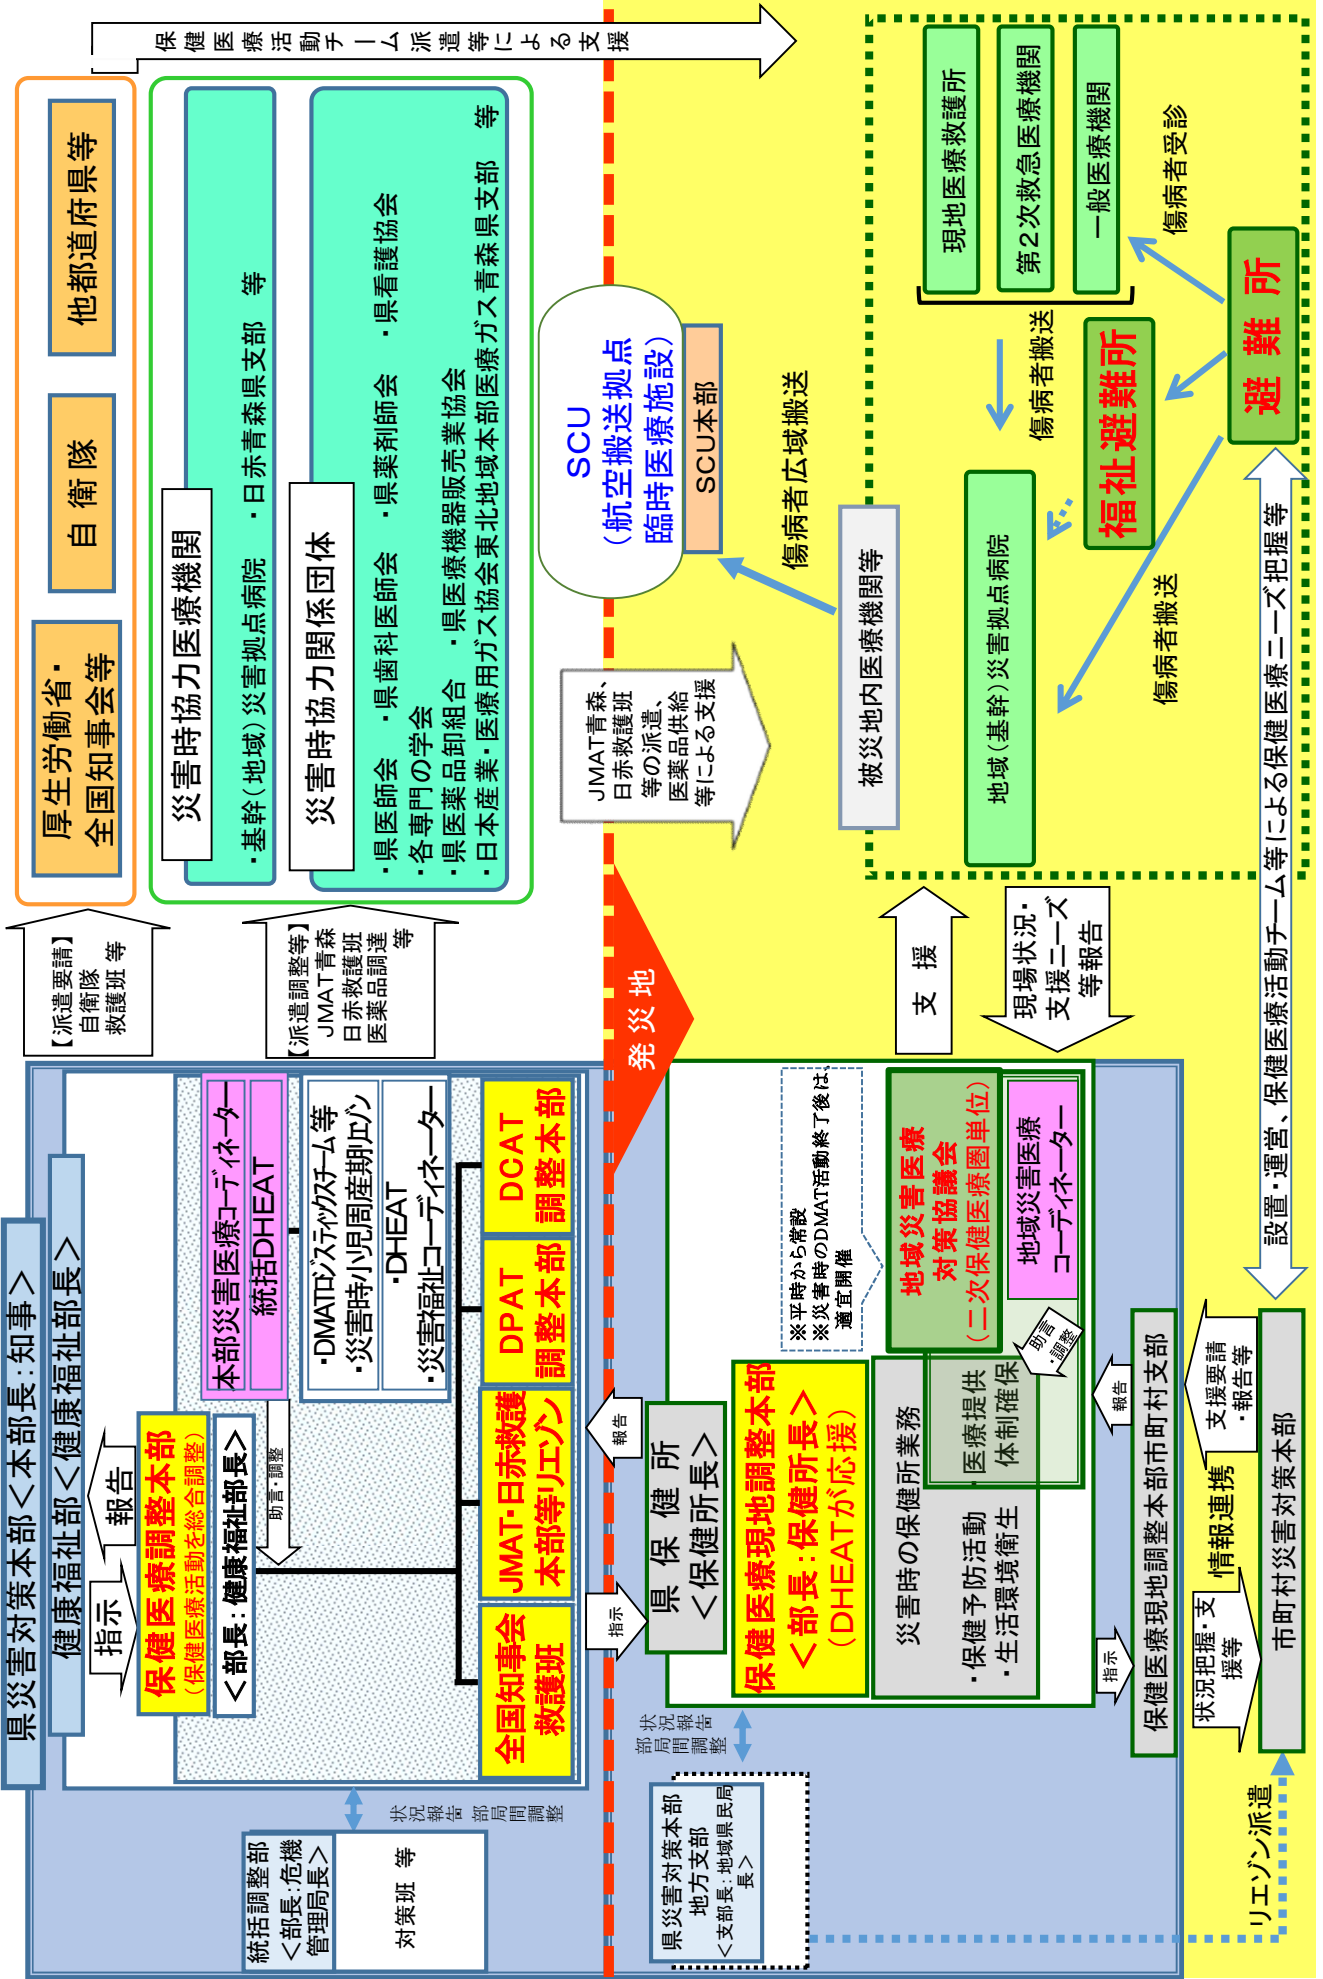 県災害対策本部＜本部長：知事＞
健康福祉部＜健康福祉部長＞
指示
報告
保健医療調整本部
（保健医療活動を総合調整）
＜部長：健康福祉部長＞
助言・調整
本部災害医療コーディネーター
統括DHEAT
・DMATロジスティックスチーム等
・災害時小児周産期リエゾン
・DHEAT
・災害福祉コーディネーター
全国知事会
救護班
JMAT・日赤救護
本部等リエゾン
DPAT
調整本部
DCAT
調整本部
統括調整部
＜部長：危機
管理局長＞
対策班 等
状況報告
部局間調整
【派遣要請】
自衛隊
救護班 等
【派遣調整等】
JMAT青森
日赤救護班
医薬品調達
等
厚生労働省・
全国知事会等
自衛隊
他都道府県等
保健医療活動チーム派遣等による支援
災害時協力医療機関
・基幹（地域）災害拠点病院 ・日赤青森県支部 等
災害時協力関係団体
・県医師会 ・県歯科医師会 ・県薬剤師会 ・県看護協会
・各専門の学会
・県医薬品卸組合 ・県医療機器販売業協会
・日本産業・医療用ガス協会東北地域本部医療ガス青森県支部 等
発災地
JMAT青森、
日赤救護班
等の派遣、
医薬品供給
等による支援
SCU
（航空搬送拠点
臨時医療施設）
SCU本部
傷病者広域搬送
指示
報告
県保健所
＜保健所長＞
保健医療現地調整本部
＜部長：保健所長＞
（DHEATが応援）
災害時の保健所業務
・保健予防活動
・生活環境衛生
・医療提供
体制確保
※平時から常設
※災害時のDMAT活動終了後は、
適宜開催
地域災害医療
対策協議会
（二次保健医療圏単位）
地域災害医療
コーディネーター
助言
・調整
状況報告
部局間調整
県災害対策本部
地方支部
＜支部長：地域県民局
長＞
支援
現場状況・
支援ニーズ
等報告
被災地内医療機関等
地域（基幹）災害拠点病院
現地医療救護所
第2次救急医療機関
一般医療機関
傷病者搬送
傷病者受診
福祉避難所
避難所
傷病者搬送
指示
報告
保健医療現地調整本部市町村支部
状況把握・支
援等
情報連携
支援要請
・報告等
市町村災害対策本部
リエゾン派遣
設置・運営、保健医療活動チーム等による保健医療ニーズ把握等